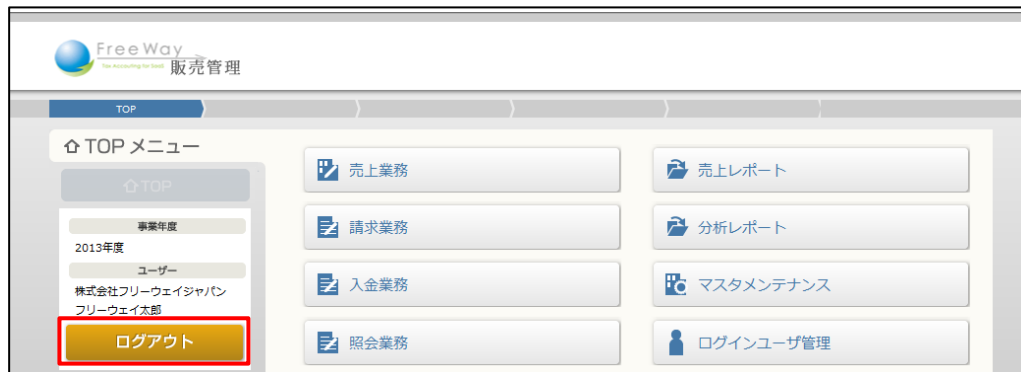 FreeWay
Tax Accounting for SaaS
販売管理
TOP
TOP メニュー
TOP
事業年度
2013年度
ユーザー
株式会社フリーウェイジャパン
フリーウェイ太郎
ログアウト
売上業務
請求業務
入金業務
照会業務
売上レポート
分析レポート
マスタメンテナンス
ログインユーザ管理